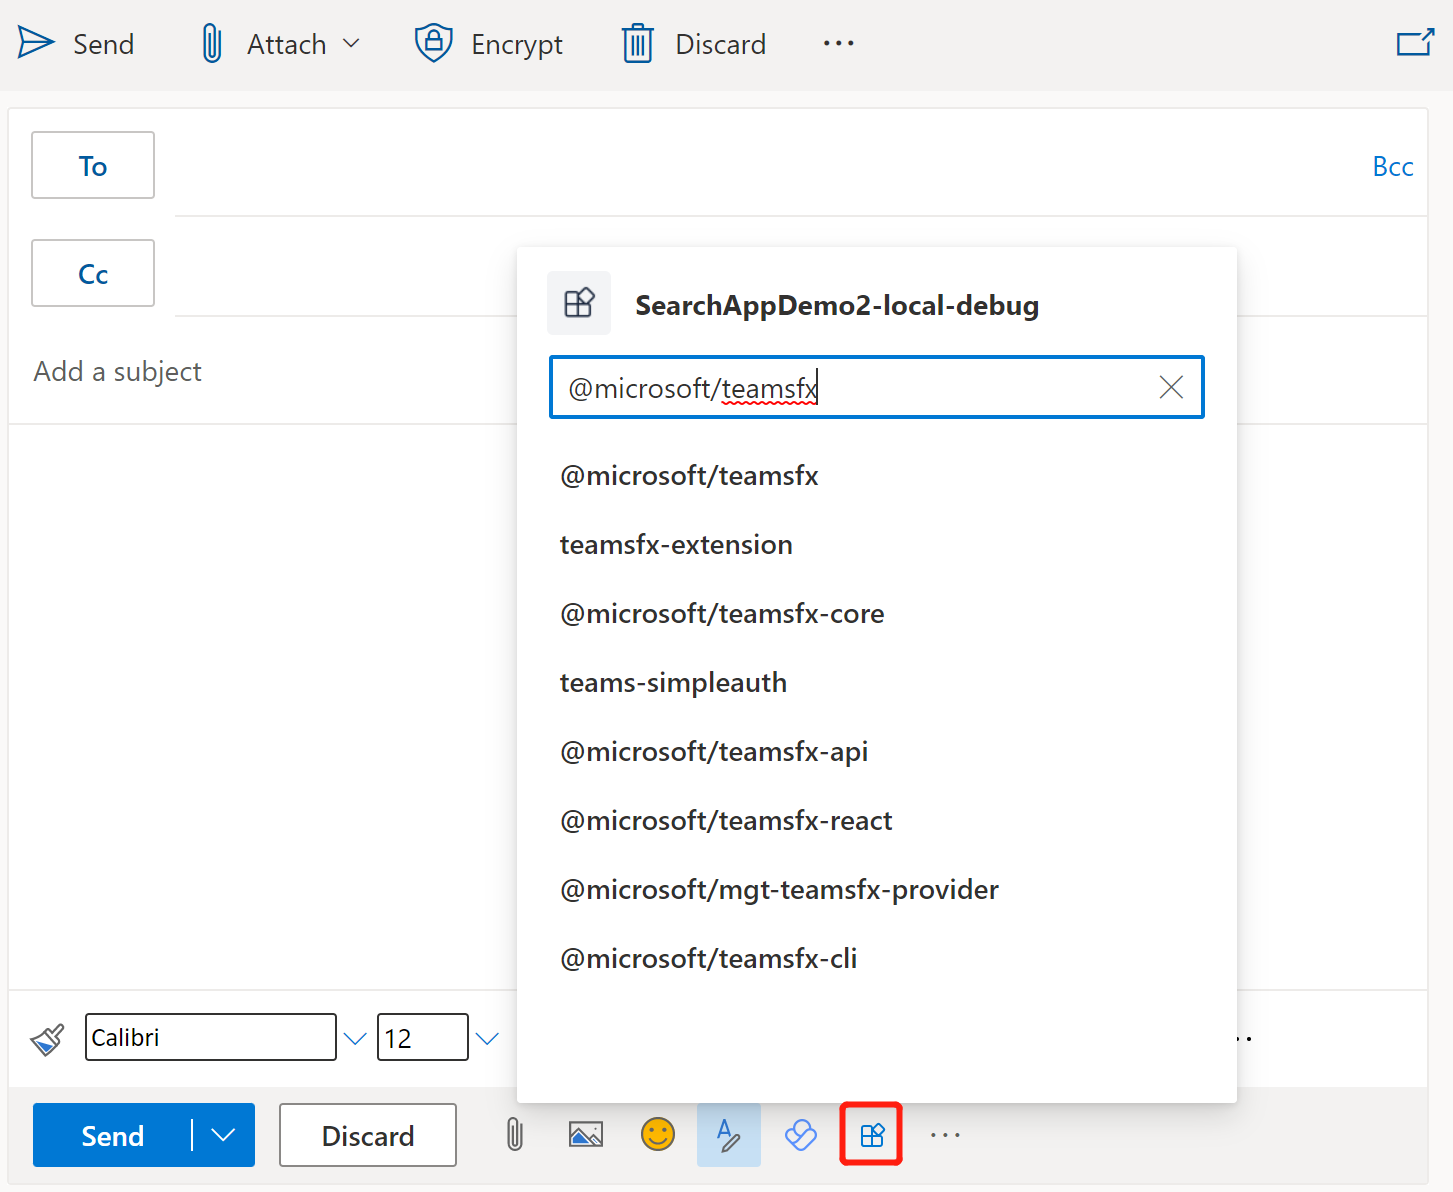 Send Attach Encrypt Discard ...
To Bcc
Cc
SearchAppDemo2-local-debug
Add a subject
@microsoft/teamsfx
@microsoft/teamsfx
teamsfx-extension
@microsoft/teamsfx-core
teams-simpleauth
@microsoft/teamsfx-api
@microsoft/teamsfx-react
@microsoft/mgt-teamsfx-provider
@microsoft/teamsfx-cli
Calibri 12
Send Discard ...